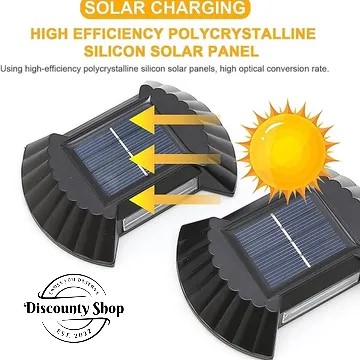 SOLAR CHARGING
HIGH EFFICIENCY POLYCRYSTALLINE
SILICON SOLAR PANEL
Using high-efficiency polycrystalline silicon solar panels, high optical conversion rate.
Discounty Shop
EST. 2022